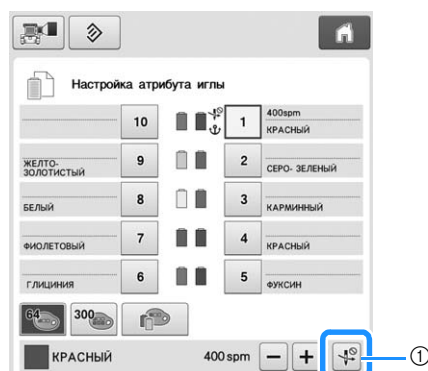 Настройка атрибута иглы
10 1 400spm
КРАСНЫЙ
ЖЕЛТО-
ЗОЛОТИСТЫЙ 9 2 СЕРО- ЗЕЛЕНЫЙ
БЕЛЫЙ 8 3 КАРМИННЫЙ
ФИОЛЕТОВЫЙ 7 4 КРАСНЫЙ
ГЛИЦИНИЯ 6 5 ФУКСИН
64 300
КРАСНЫЙ 400 spm − + ①